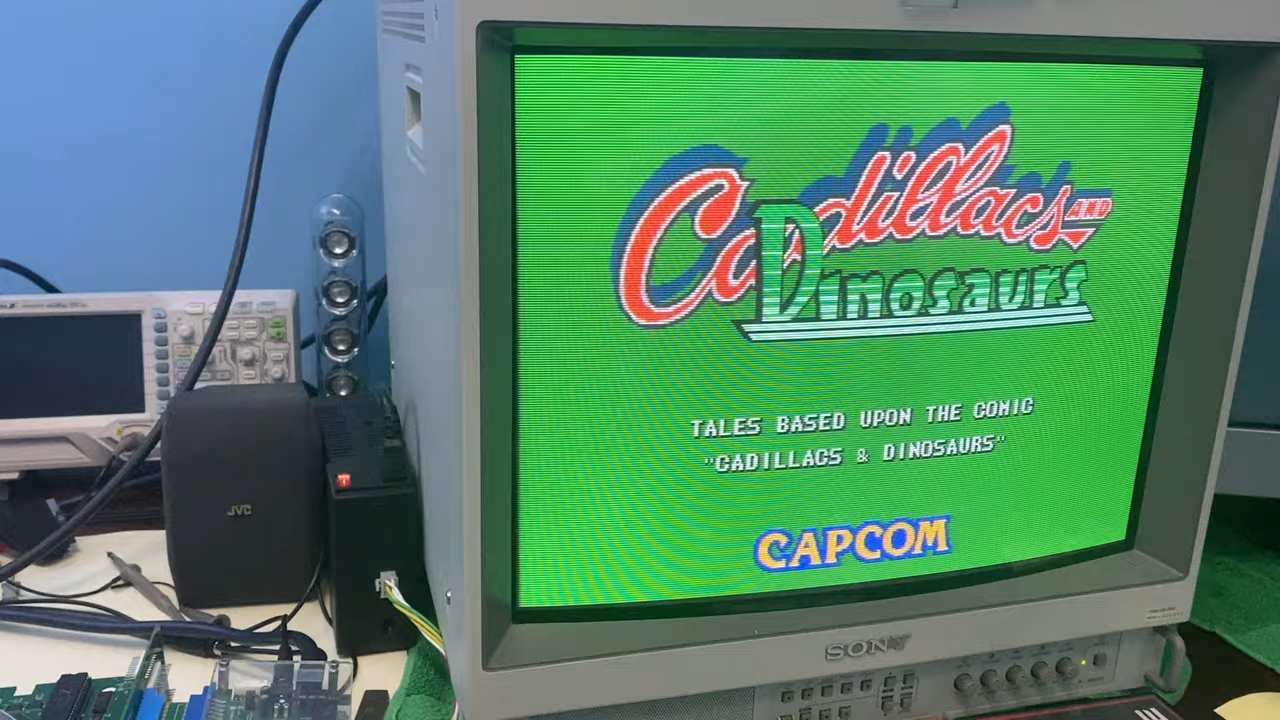 Cadillacs AND
Dinosaurs
TALES BASED UPON THE COMIC
"CADILLACS & DINOSAURS"
CAPCOM
JVC
SONY